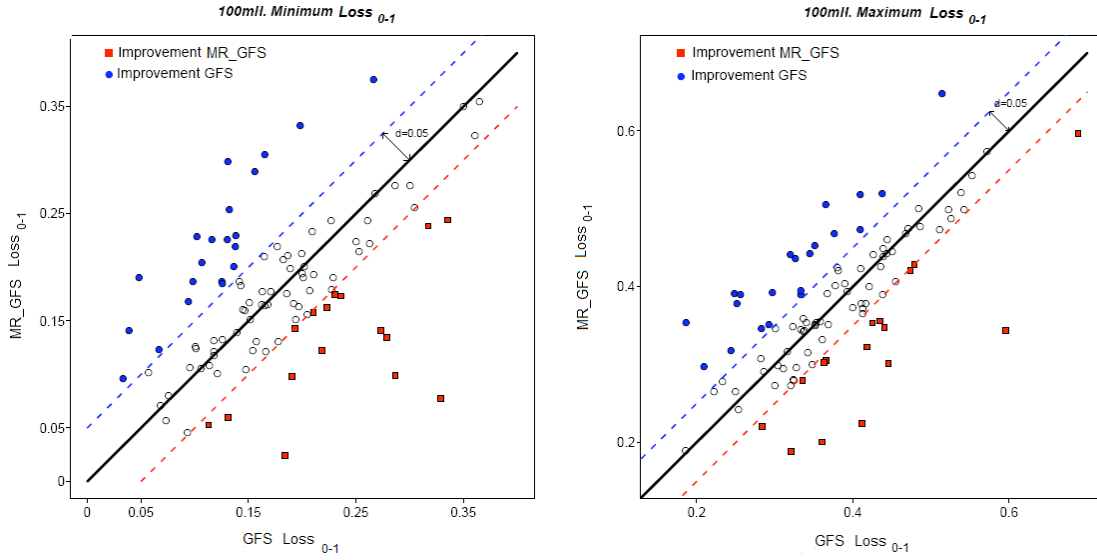 100mll. Minimum Loss 0-1
Improvement MR_GFS
Improvement GFS
d=0.05
MR_GFS Loss 0-1
0.35
0.25
0.15
0.05
0
0
0.05
0.15
0.25
0.35
GFS Loss 0-1
100mll. Maximum Loss 0-1
Improvement MR_GFS
Improvement GFS
d=0.05
MR_GFS Loss 0-1
0.6
0.4
0.2
0.2
0.4
0.6
GFS Loss 0-1